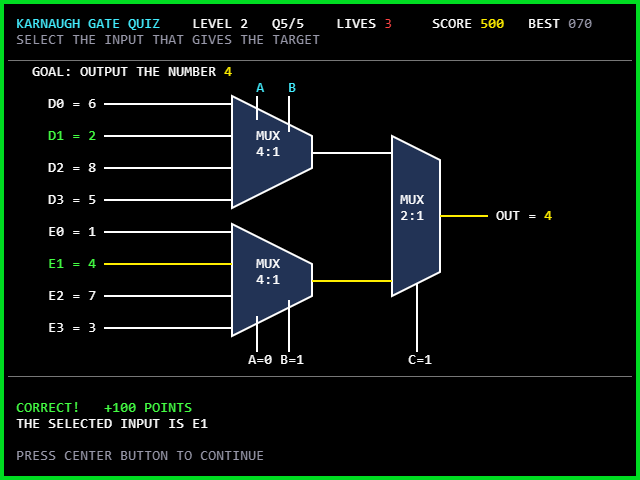 KARNAUGH GATE QUIZ LEVEL 2 Q5/5 LIVES 3 SCORE 500 BEST 070
SELECT THE INPUT THAT GIVES THE TARGET
GOAL: OUTPUT THE NUMBER 4
A B
D0 = 6
D1 = 2
D2 = 8
D3 = 5
MUX
4:1
E0 = 1
E1 = 4
E2 = 7
E3 = 3
MUX
4:1
A=0 B=1
MUX
2:1
C=1
OUT = 4
CORRECT! +100 POINTS
THE SELECTED INPUT IS E1
PRESS CENTER BUTTON TO CONTINUE